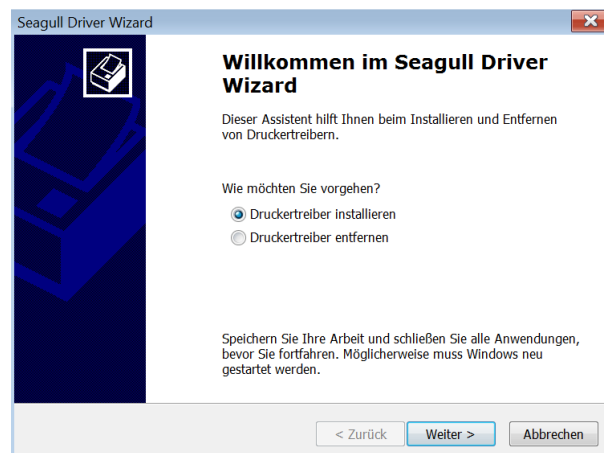 Seagull Driver Wizard
Willkommen im Seagull Driver
Wizard
Dieser Assistent hilft Ihnen beim Installieren und Entfernen
von Druckertreibern.
Wie möchten Sie vorgehen?
Druckertreiber installieren
Druckertreiber entfernen
Speichern Sie Ihre Arbeit und schließen Sie alle Anwendungen,
bevor Sie fortfahren. Möglicherweise muss Windows neu
gestartet werden.
< Zurück Weiter > Abbrechen